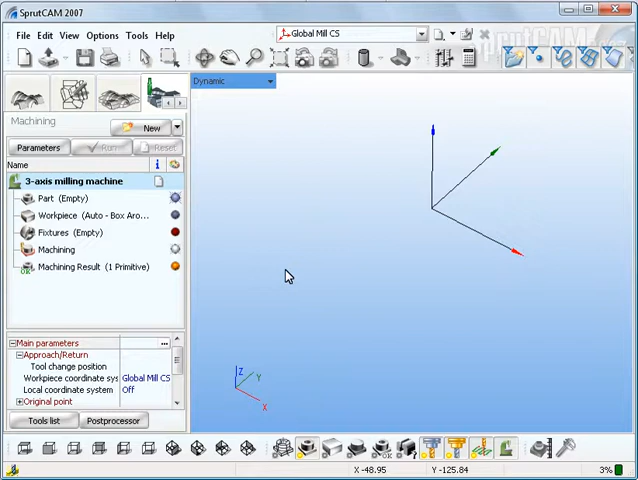 SprutCAM 2007
File Edit View Options Tools Help
Global Mill CS
SprutCAM
Dynamic
Machining
New
Parameters Run Reset
Name
3-axis milling machine
Part (Empty)
Workpiece (Auto - Box Aro...
Fixtures (Empty)
Machining
Machining Result (1 Primitive)
Main parameters ...
Approach/Return
Tool change position
Workpiece coordinate sys Global Mill CS
Local coordinate system Off
Original point
Tools list Postprocessor
Z
Y
X
X -48.95 Y -125.84 3%